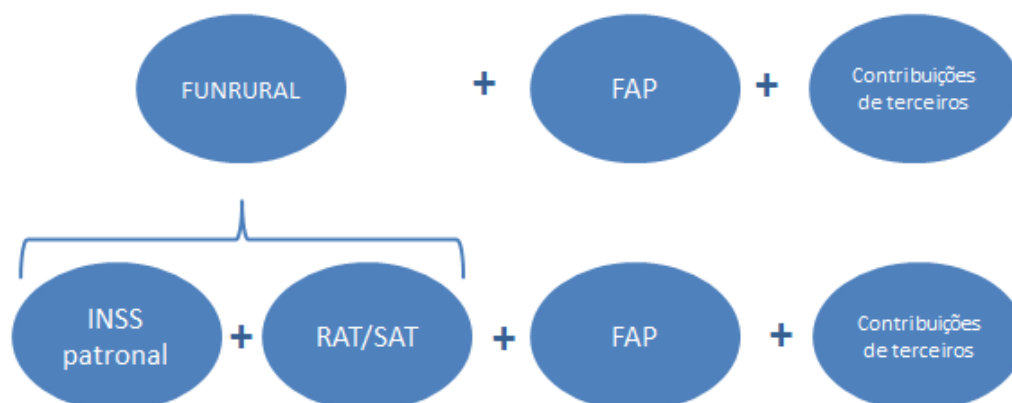 FUNRURAL + FAP + Contribuições
de terceiros
INSS
patronal + RAT/SAT + FAP + Contribuições
de terceiros